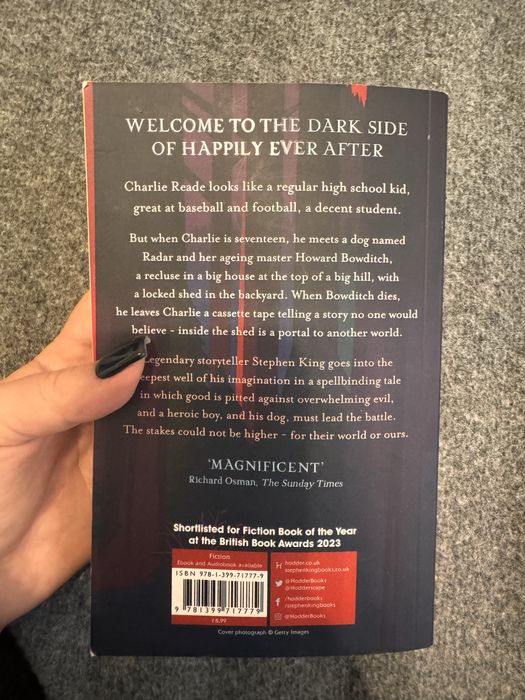 WELCOME TO THE DARK SIDE
OF HAPPILY EVER AFTER
Charlie Reade looks like a regular high school kid,
great at baseball and football, a decent student.
But when Charlie is seventeen, he meets a dog named
Radar and her ageing master Howard Bowditch,
a recluse in a big house at the top of a big hill, with
a locked shed in the backyard. When Bowditch dies,
he leaves Charlie a cassette tape telling a story no one would
believe - inside the shed is a portal to another world.
Legendary storyteller Stephen King goes into the
eepest well of his imagination in a spellbinding tale
in which good is pitted against overwhelming evil,
and a heroic boy, and his dog, must lead the battle.
The stakes could not be higher - for their world or ours.
'MAGNIFICENT'
Richard Osman, The Sunday Times
Shortlisted for Fiction Book of the Year
at the British Book Awards 2023
Fiction
Ebook and Audiobook available
ISBN 978-1-399-71777-9
9 781399 717779
£8.99
hodder.co.uk
stephenkingbooks.co.uk
@HodderBooks
@Hodderscape
/hodderbooks
/stephenkingbooks
@HodderBooks
Cover photograph © Getty Images